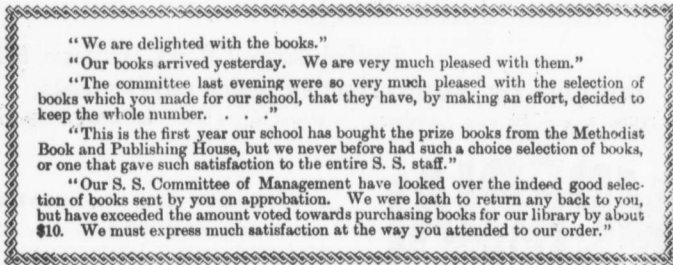 "We are delighted with the books."
"Our books arrived yesterday. We are very much pleased with them."
"The committee last evening were so very much pleased with the selection of
books which you made for our school, that they have, by making an effort, decided to
keep the whole number. . . ."
"This is the first year our school has bought the prize books from the Methodist
Book and Publishing House, but we never before had such a choice selection of books,
or one that gave such satisfaction to the entire S. S. staff."
"Our S. S. Committee of Management have looked over the indeed good selec-
tion of books sent by you on approbation. We were loath to return any back to you,
but have exceeded the amount voted towards purchasing books for our library by about
$10. We must express much satisfaction at the way you attended to our order."